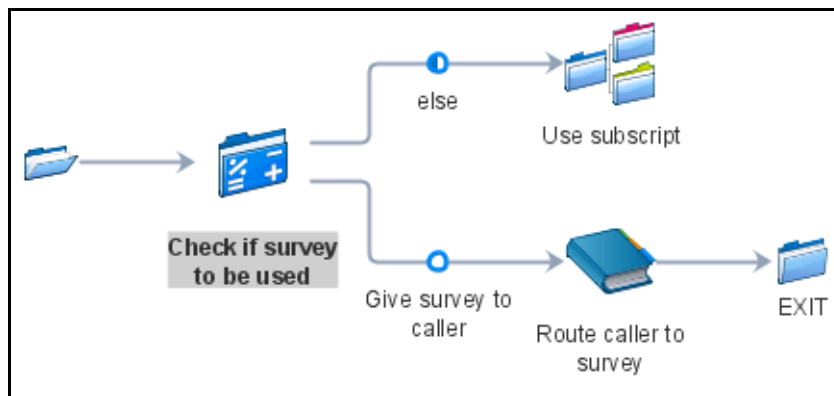 else
Use subscript
Check if survey
to be used
Give survey to
caller
Route caller to
survey
EXIT